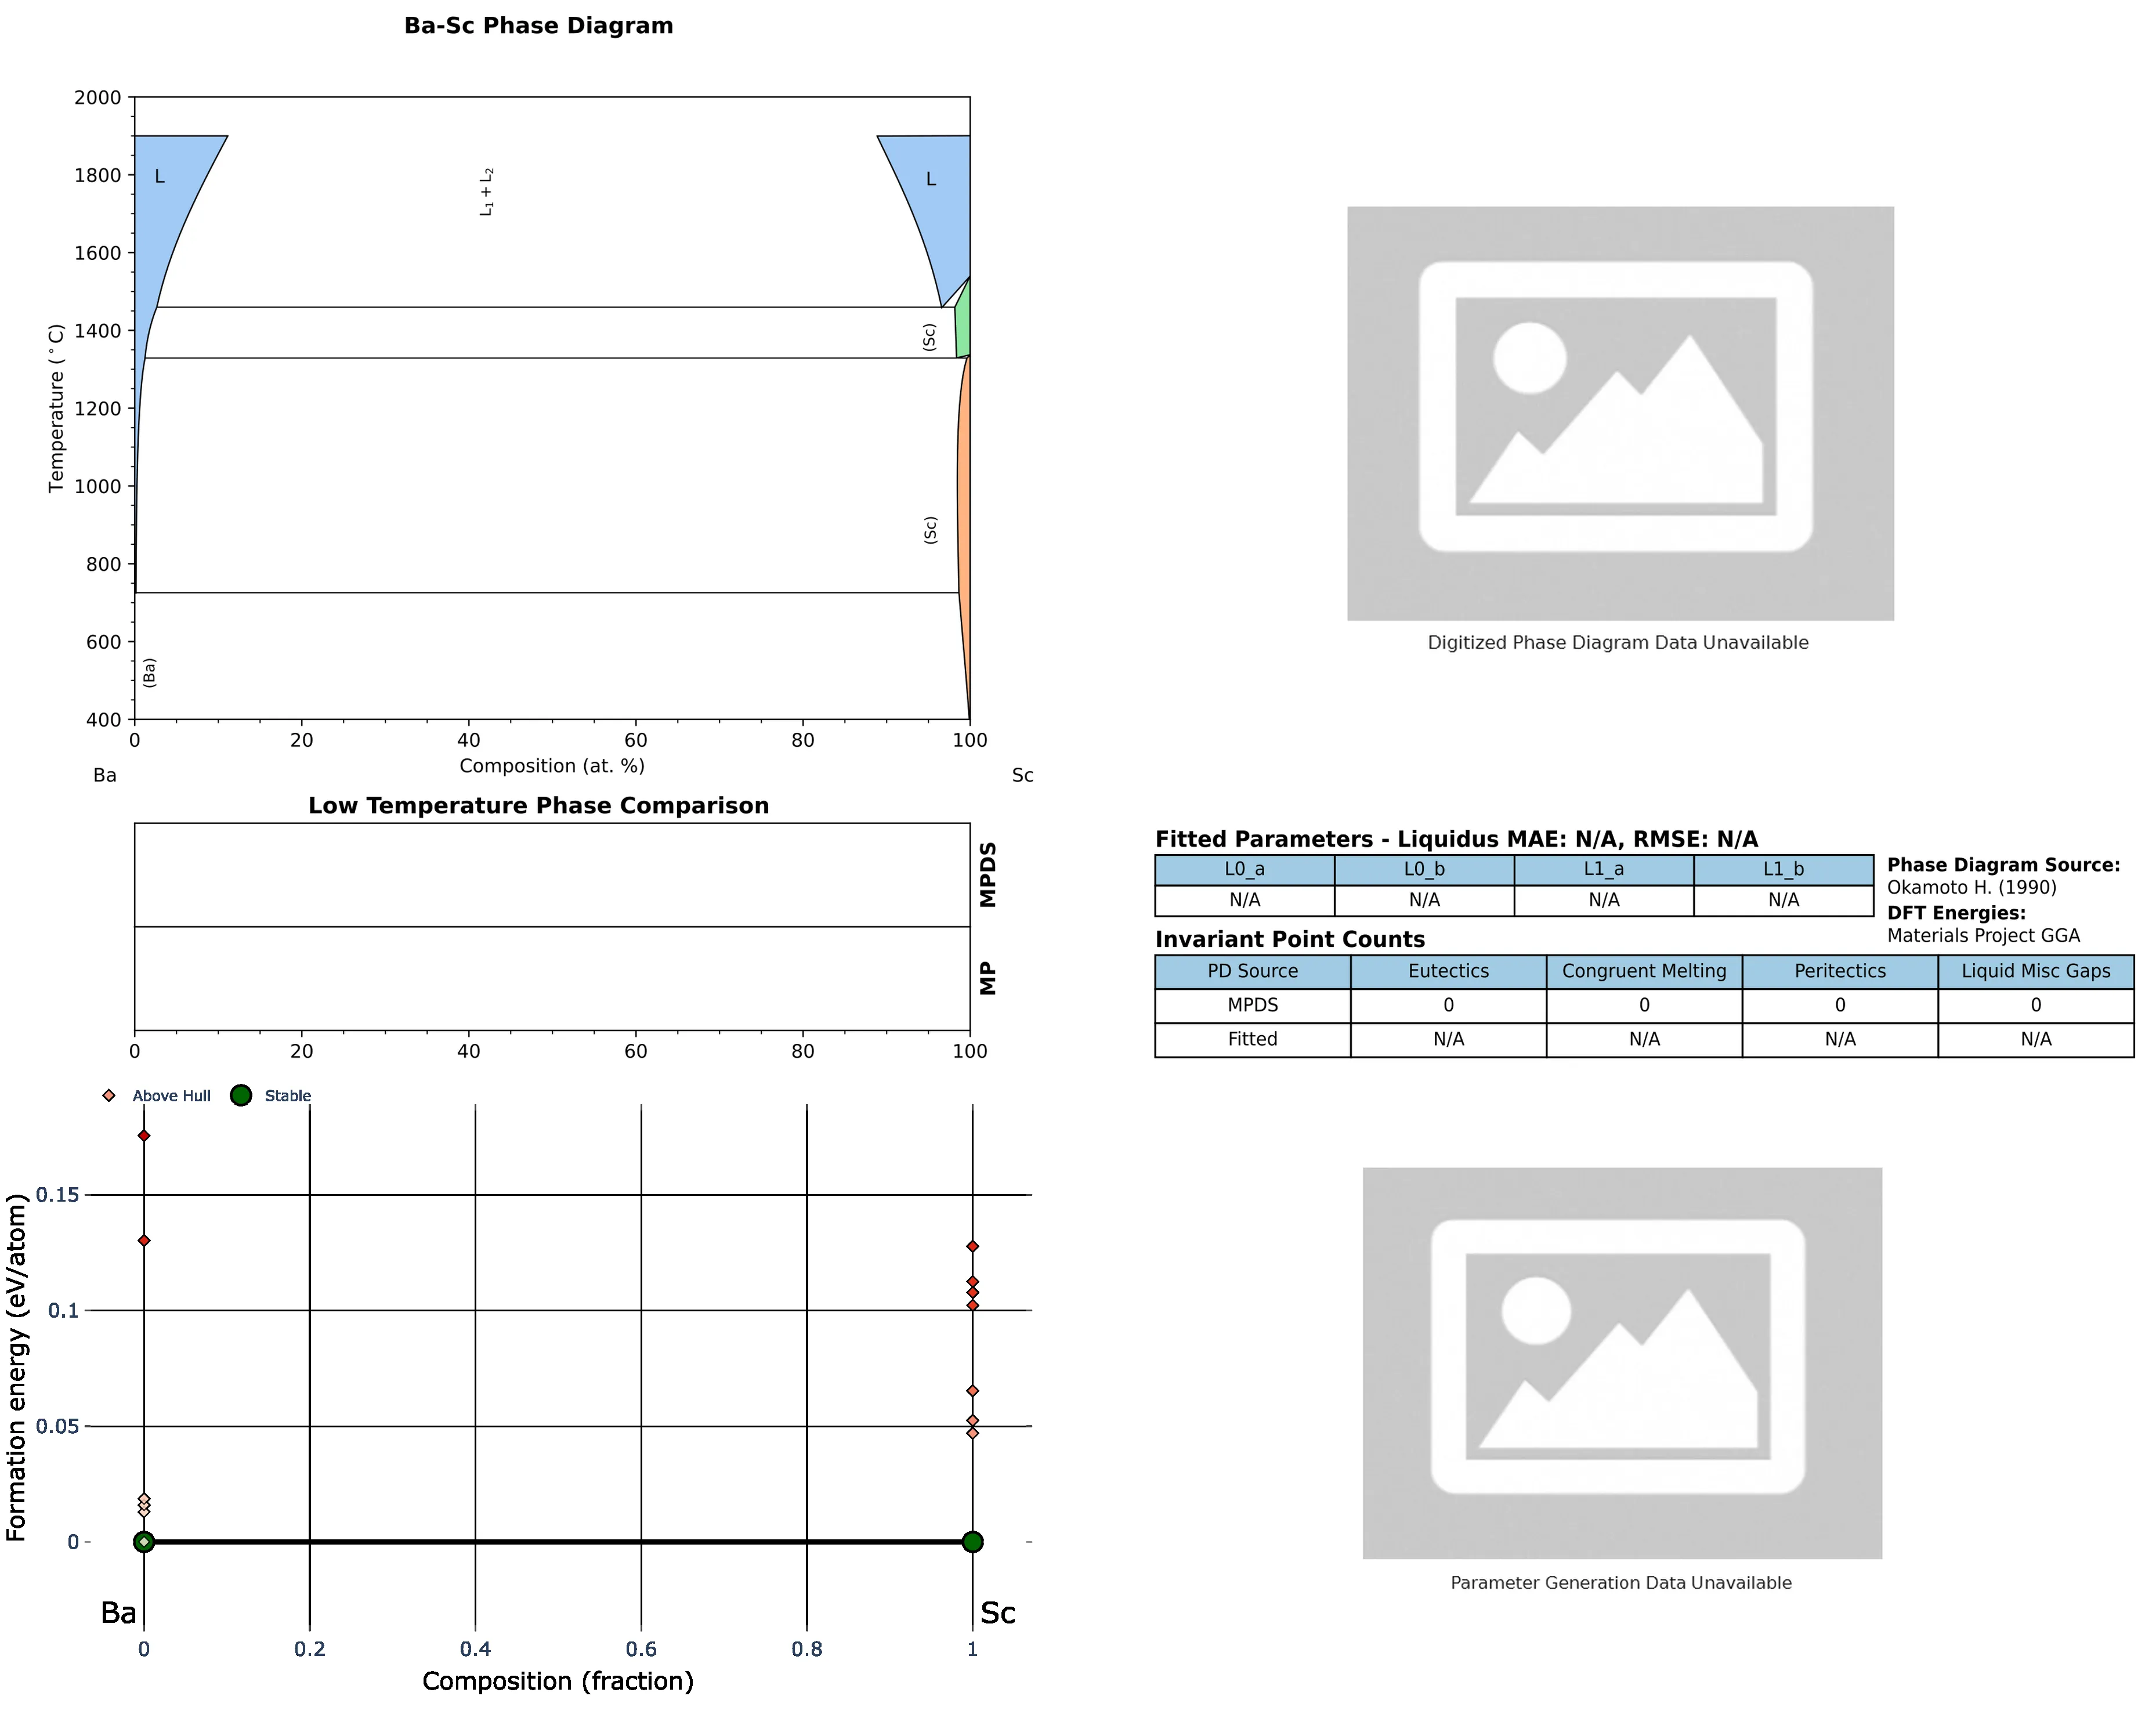 Ba-Sc Phase Diagram
2000
1800
1600
1400
1200
1000
800
600
400
Temperature (°C)
L
L₁ + L₂
L
(Sc)
(Sc)
(Ba)
0 20 40 60 80 100
Composition (at. %)
Ba Sc
Digitized Phase Diagram Data Unavailable
Low Temperature Phase Comparison
MPDS
MP
0 20 40 60 80 100
Fitted Parameters - Liquidus MAE: N/A, RMSE: N/A
L0_a L0_b L1_a L1_b
N/A N/A N/A N/A
Phase Diagram Source:
Okamoto H. (1990)
DFT Energies:
Materials Project GGA
Invariant Point Counts
PD Source Eutectics Congruent Melting Peritectics Liquid Misc Gaps
MPDS 0 0 0 0
Fitted N/A N/A N/A N/A
Above Hull Stable
0.15
0.1
0.05
0
Formation energy (eV/atom)
Ba Sc
0 0.2 0.4 0.6 0.8 1
Composition (fraction)
Parameter Generation Data Unavailable